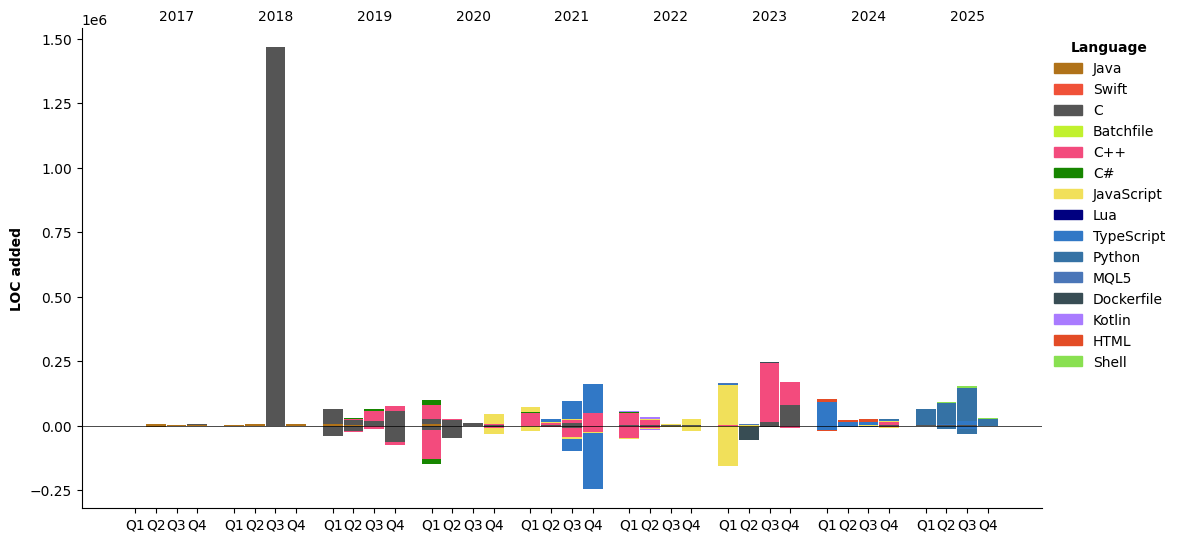 1e6
2017 2018 2019 2020 2021 2022 2023 2024 2025
1.50
1.25
1.00
0.75
0.50
0.25
0.00
−0.25
LOC added
Q1 Q2 Q3 Q4 Q1 Q2 Q3 Q4 Q1 Q2 Q3 Q4 Q1 Q2 Q3 Q4 Q1 Q2 Q3 Q4 Q1 Q2 Q3 Q4 Q1 Q2 Q3 Q4 Q1 Q2 Q3 Q4 Q1 Q2 Q3 Q4
Language
Java
Swift
C
Batchfile
C++
C#
JavaScript
Lua
TypeScript
Python
MQL5
Dockerfile
Kotlin
HTML
Shell